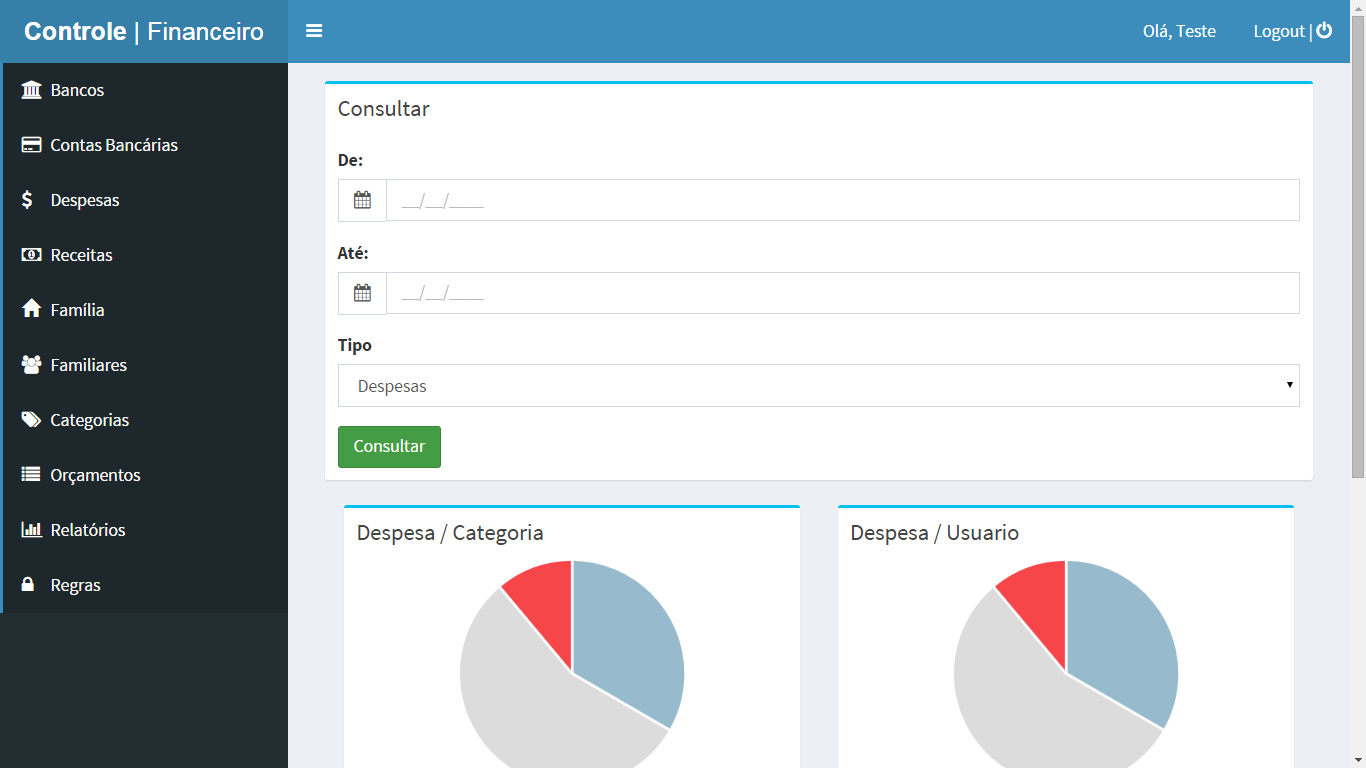 Controle | Financeiro
Olá, Teste
Logout |
Bancos
Contas Bancárias
Despesas
Receitas
Família
Familiares
Categorias
Orçamentos
Relatórios
Regras
Consultar
De:
__/__/____
Até:
__/__/____
Tipo
Despesas
Consultar
Despesa / Categoria
Despesa / Usuario